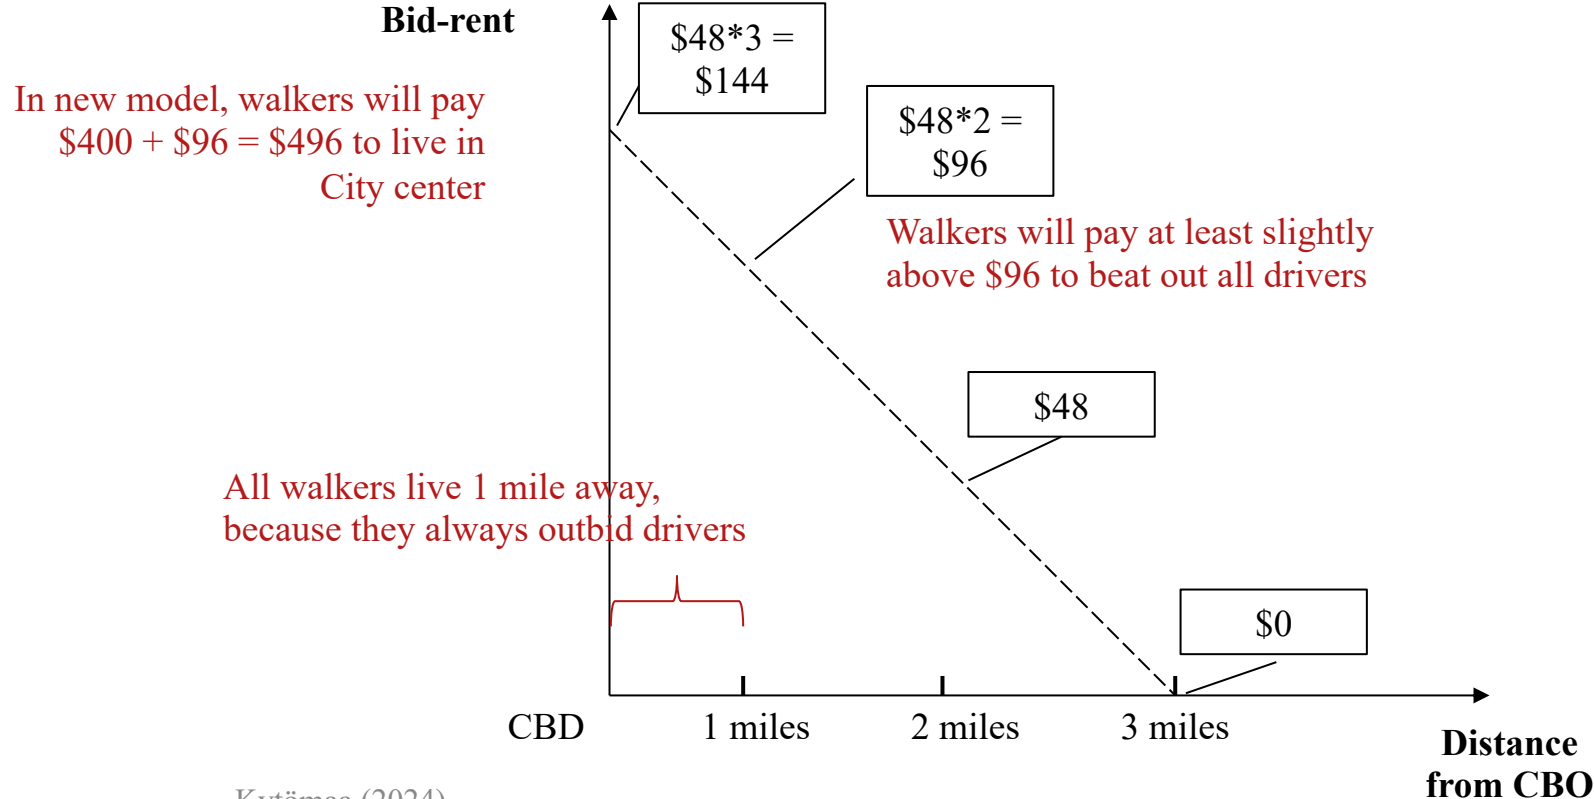 Bid-rent
$48*3 =
$144
In new model, walkers will pay
$400 + $96 = $496 to live in
City center
$48*2 =
$96
Walkers will pay at least slightly
above $96 to beat out all drivers
$48
All walkers live 1 mile away,
because they always outbid drivers
$0
CBD
1 miles
2 miles
3 miles
Distance
from CBO
(2024)